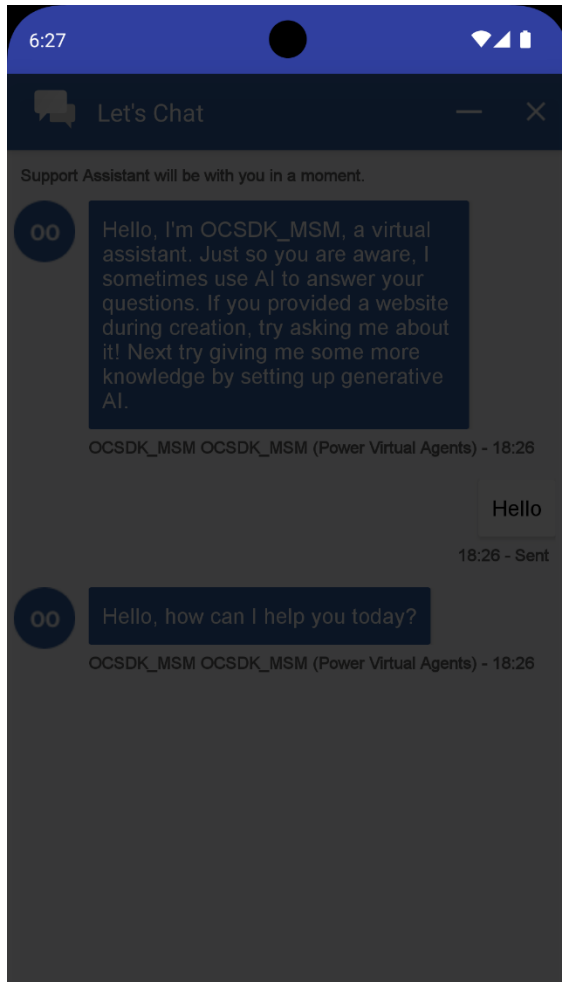 6:27
Let's Chat
Support Assistant will be with you in a moment.
OO
Hello, I'm OCSDK_MSM, a virtual
assistant. Just so you are aware, I
sometimes use AI to answer your
questions. If you provided a website
during creation, try asking me about
it! Next try giving me some more
knowledge by setting up generative
AI.
OCSDK_MSM OCSDK_MSM (Power Virtual Agents) - 18:26
Hello
18:26 - Sent
OO
Hello, how can I help you today?
OCSDK_MSM OCSDK_MSM (Power Virtual Agents) - 18:26